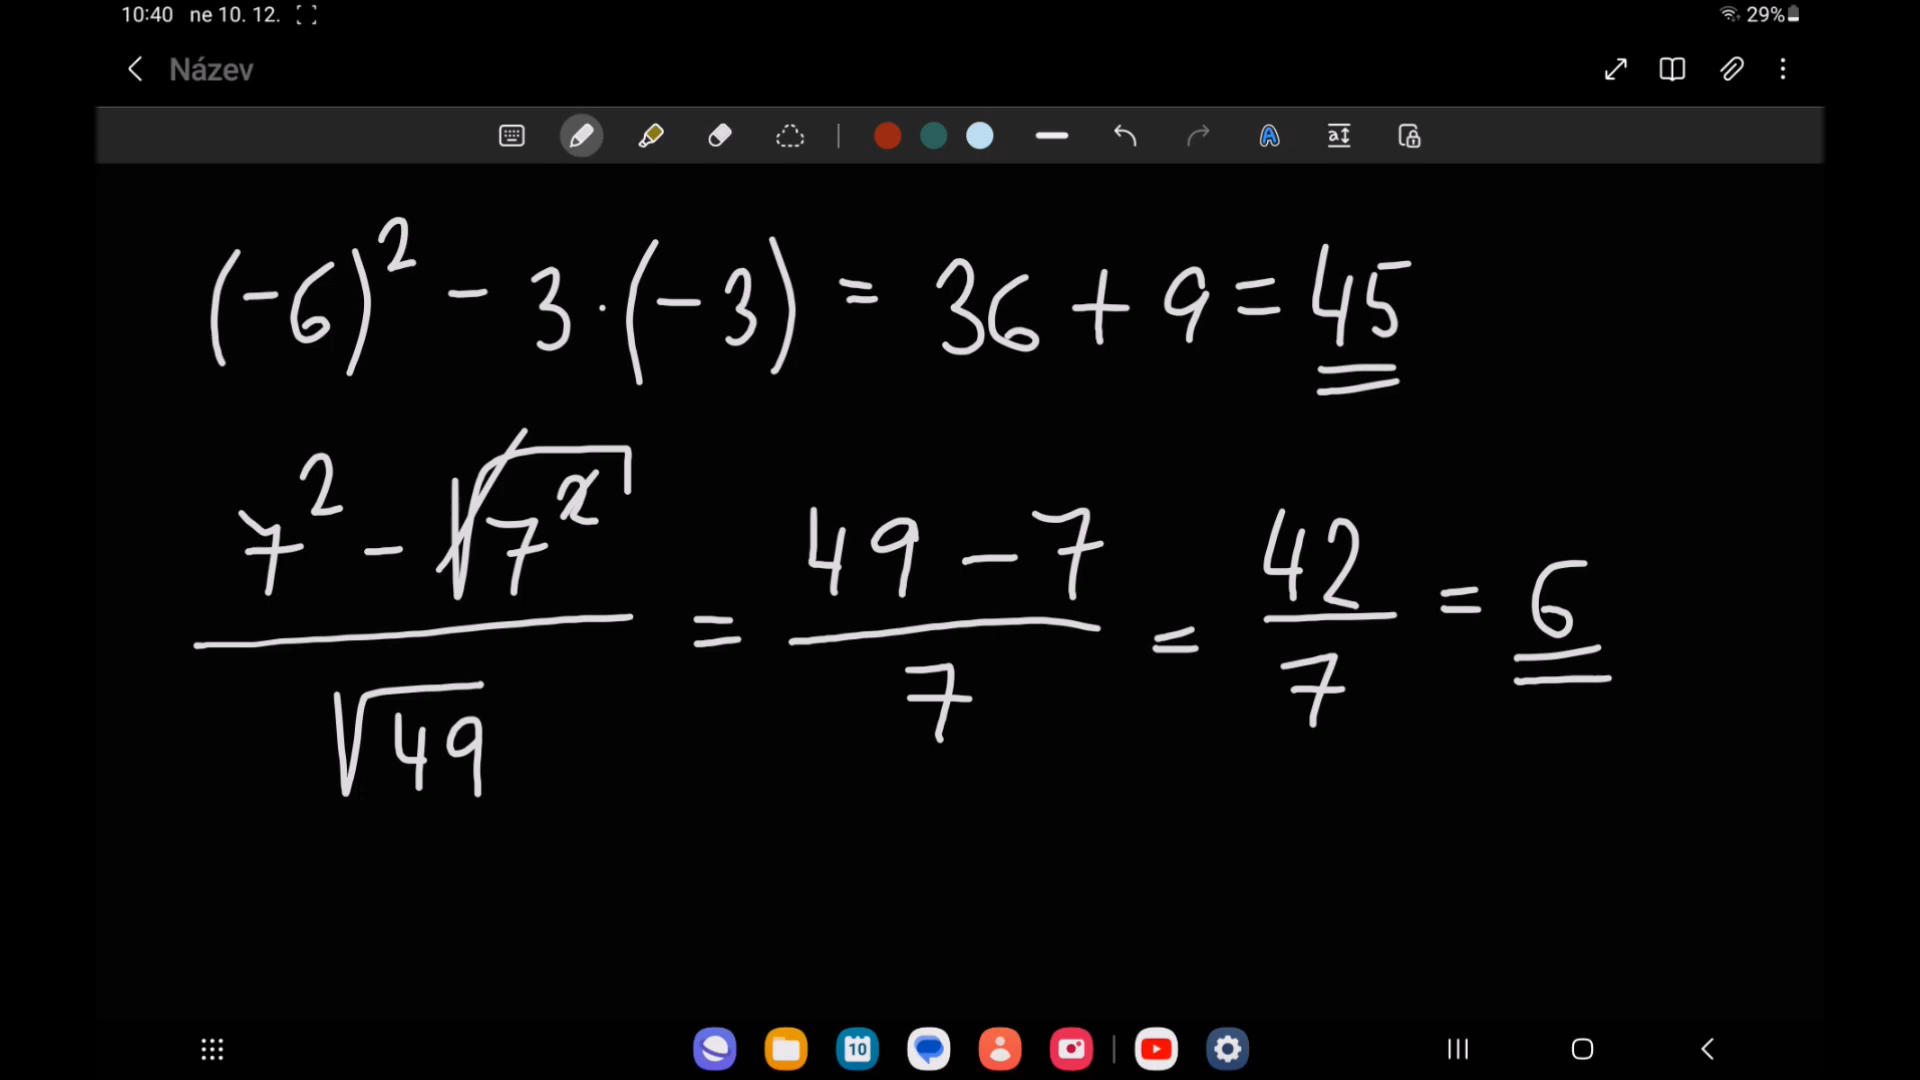 10:40 ne 10. 12. 29%
Název
(-6)² - 3·(-3) = 36 + 9 = 45
(7² - √7²)/√49 = (49 - 7)/7 = 42/7 = 6
10